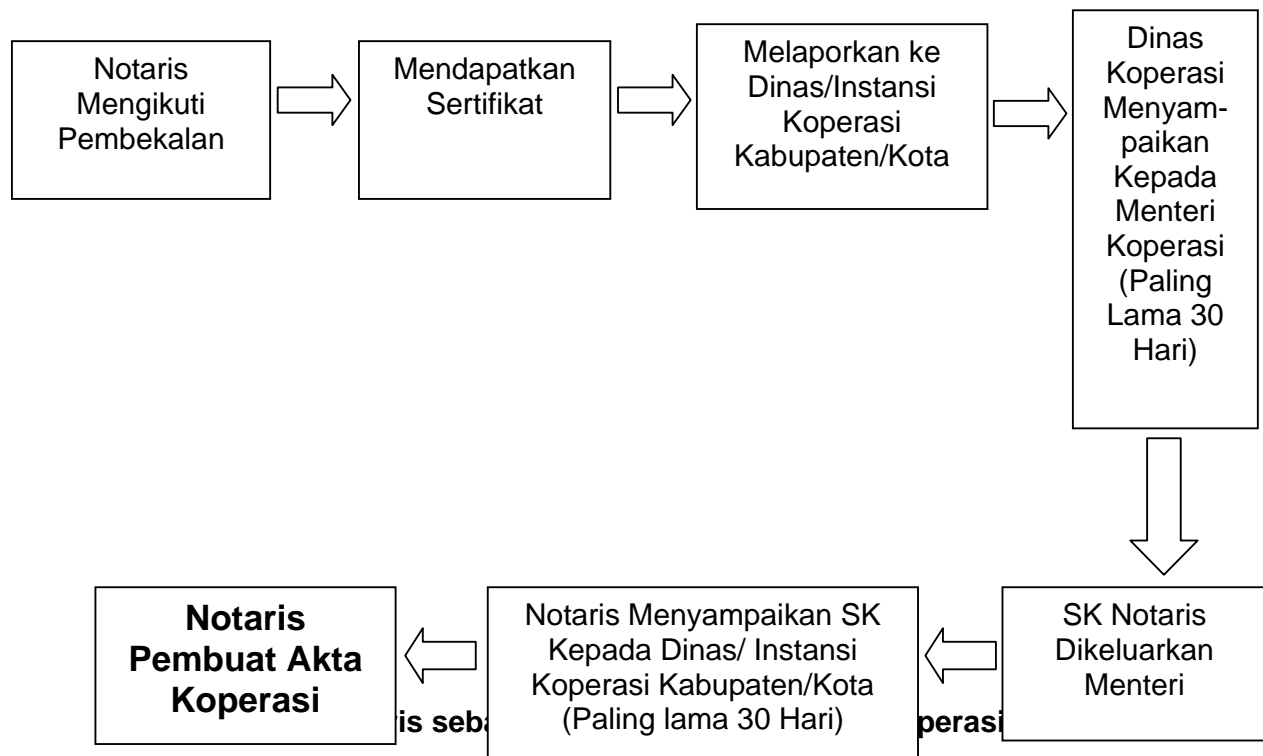 Notaris
Mengikuti
Pembekalan
Mendapatkan
Sertifikat
Melaporkan ke
Dinas/Instansi
Koperasi
Kabupaten/Kota
Dinas
Koperasi
Menyam-
paikan
Kepada
Menteri
Koperasi
(Paling
Lama 30
Hari)
SK Notaris
Dikeluarkan
Menteri
Notaris Menyampaikan SK
Kepada Dinas/ Instansi
Koperasi Kabupaten/Kota
(Paling lama 30 Hari)
Notaris
Pembuat Akta
Koperasi